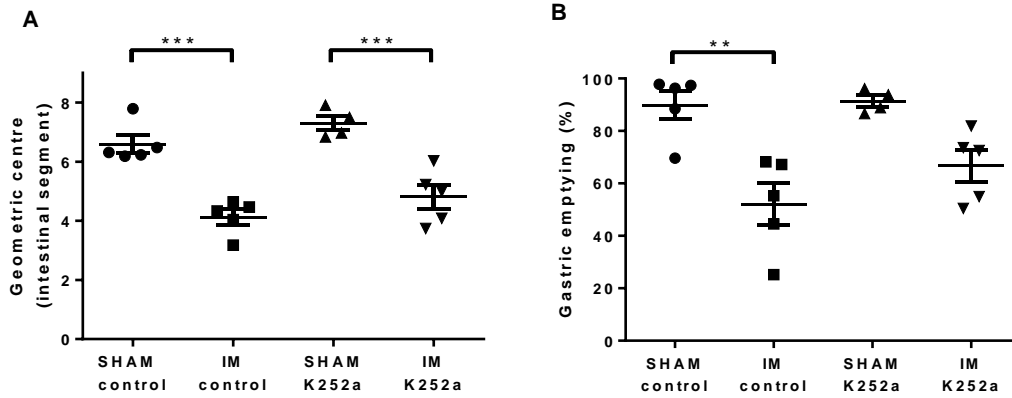 A
***
***
8
6
4
2
0
Geometric centre
(intestinal segment)
SHAM
control
IM
control
SHAM
K252a
IM
K252a
B
**
100
80
60
40
20
0
Gastric emptying (%)
SHAM
control
IM
control
SHAM
K252a
IM
K252a